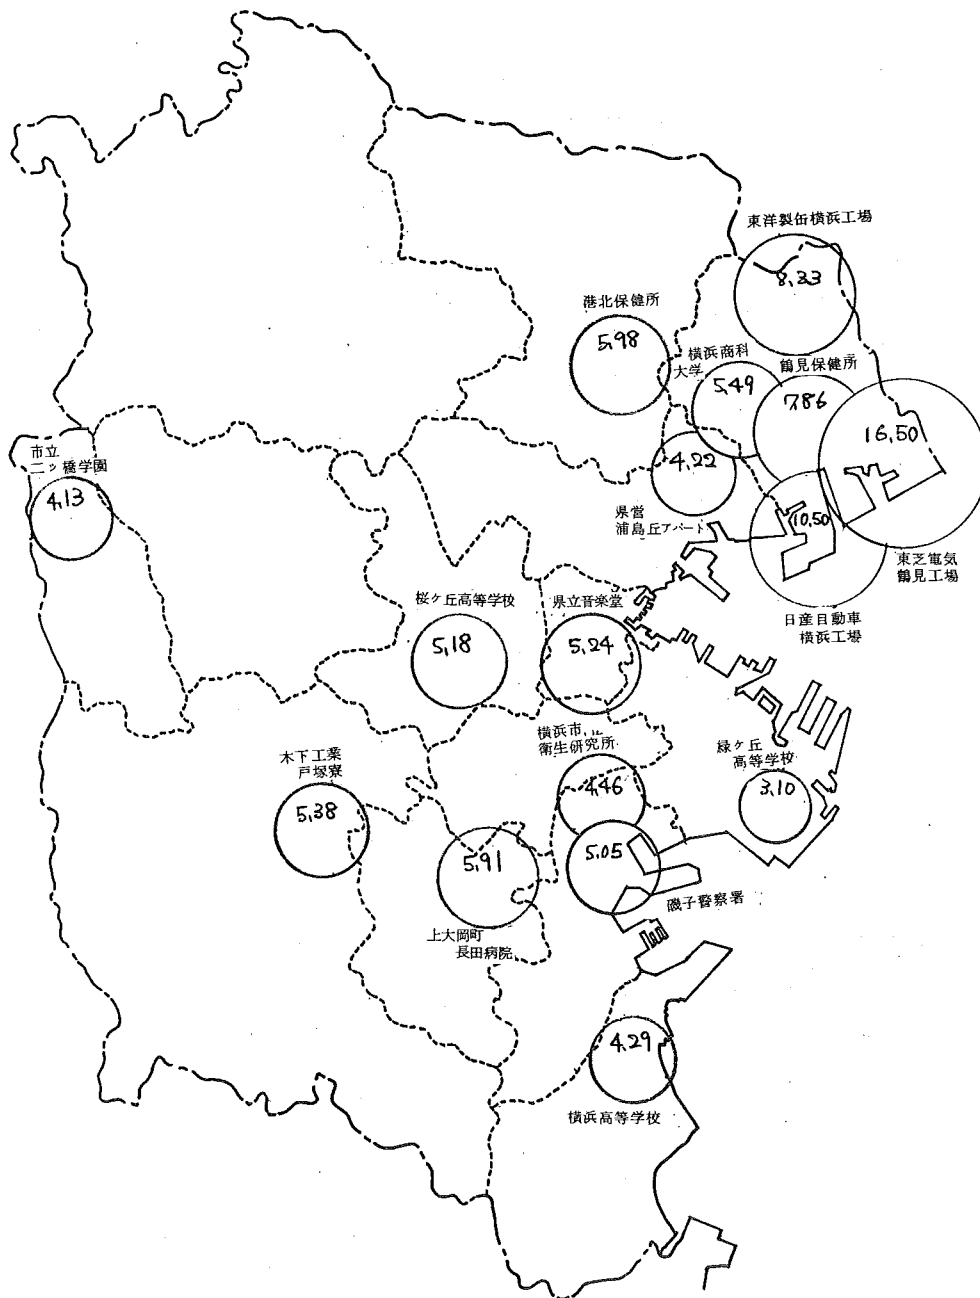 東洋製缶横浜工場
8,33
港北保健所
5,98
横浜商科
大学
5,49
鶴見保健所
7,86
16,50
市立
二ッ橋学園
4,13
4,22
県営
浦島丘アパート
10,50
東芝電気
鶴見工場
日産自動車
横浜工場
桜ケ丘高等学校
5,18
県立音楽堂
5,24
横浜市
衛生研究所
4,46
緑ケ丘
高等学校
3,10
木下工業
戸塚寮
5,38
5,91
上大岡町
長田病院
5,05
磯子警察署
4,29
横浜高等学校